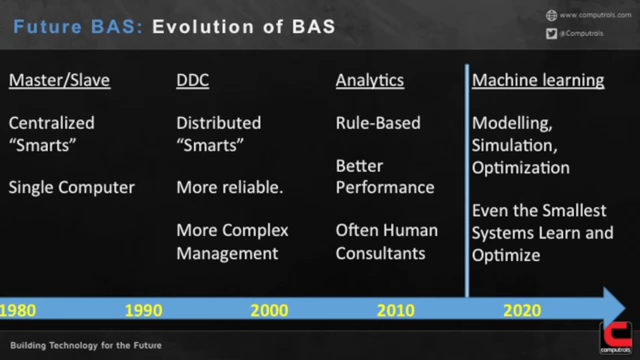 Future BAS: Evolution of BAS
www.computrols.com
@Computrols
Master/Slave
Centralized
“Smarts”
Single Computer
DDC
Distributed
“Smarts”
More reliable.
More Complex
Management
Analytics
Rule-Based
Better
Performance
Often Human
Consultants
Machine learning
Modelling,
Simulation,
Optimization
Even the Smallest
Systems Learn and
Optimize
1980 1990 2000 2010 2020
Building Technology for the Future
computrols